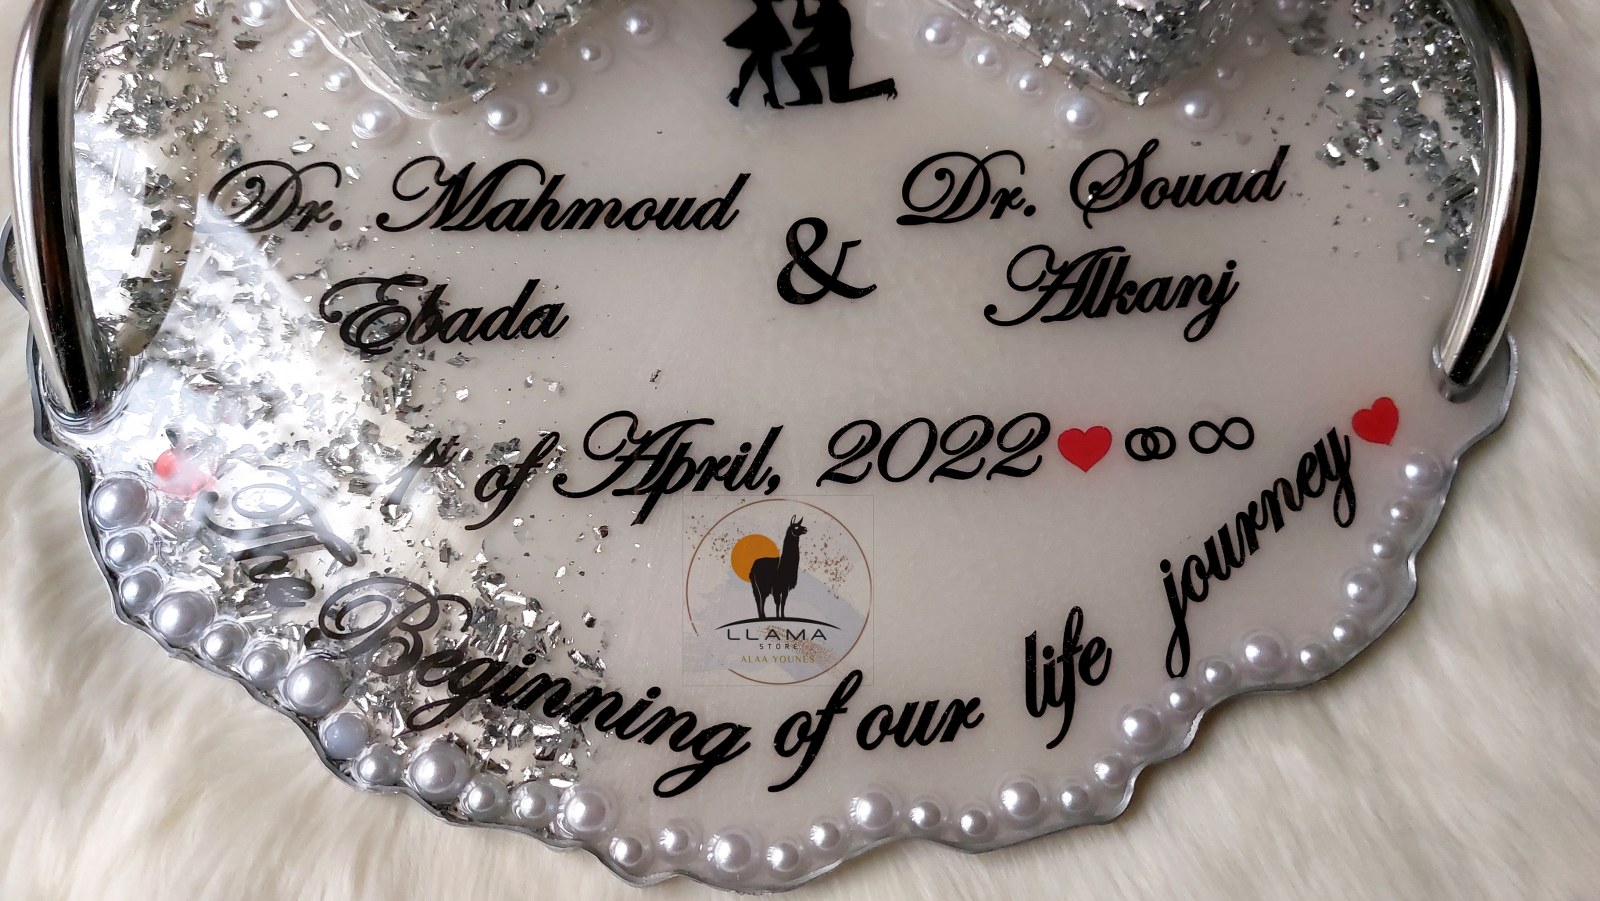 Dr. Mahmoud
Ebada
&
Dr. Souad
Alkanj
1st of April, 2022
The Beginning of our life journey
LLAMA
STORE
ALAA YOUNES